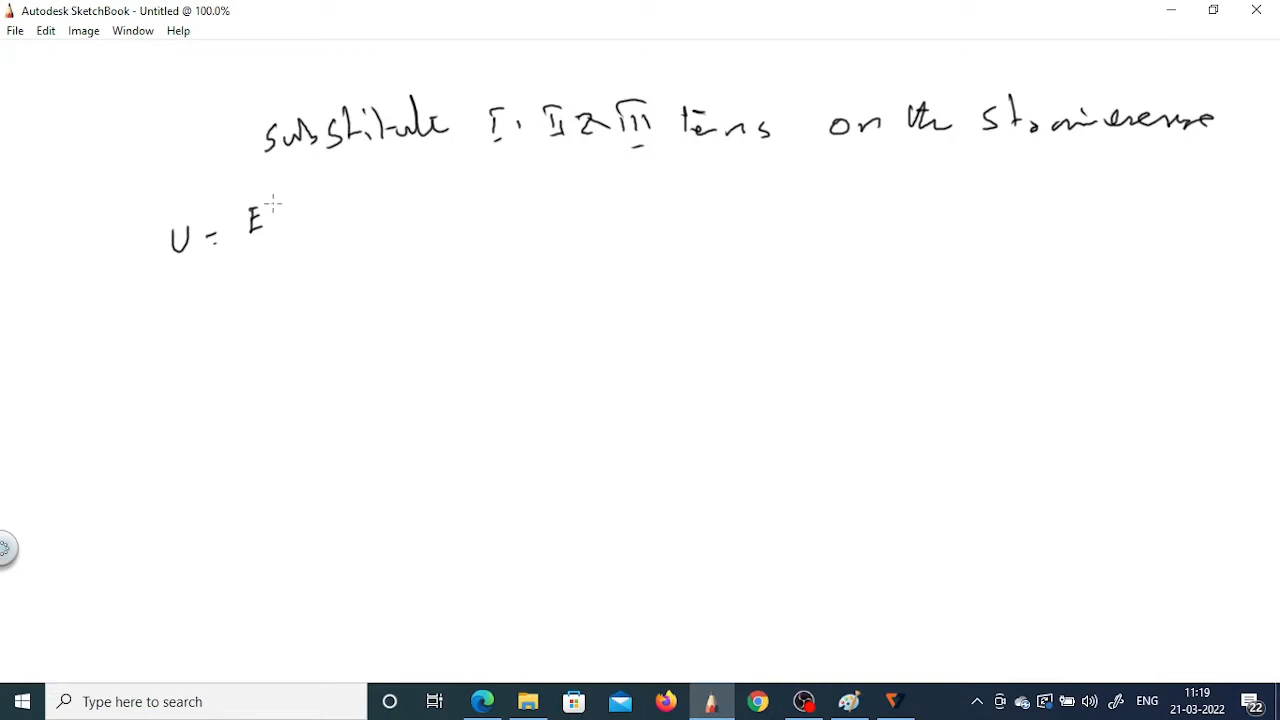 Autodesk SketchBook - Untitled @ 100.0%
File Edit Image Window Help
substitute I, II & III terms on the strain energy
U = E
Type here to search
ENG
11:19
21-03-2022
22